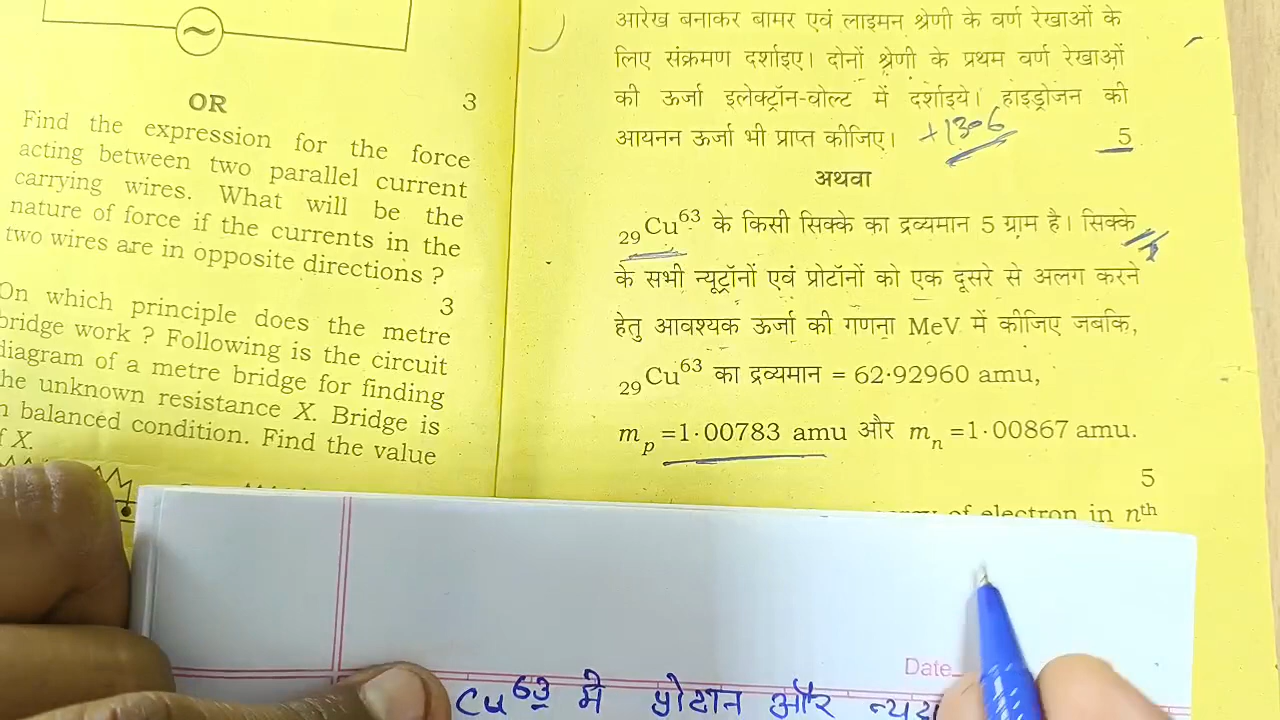 OR
3
Find the expression for the force
acting between two parallel current
carrying wires. What will be the
nature of force if the currents in the
two wires are in opposite directions ?
3
On which principle does the metre
bridge work ? Following is the circuit
diagram of a metre bridge for finding
he unknown resistance X. Bridge is
n balanced condition. Find the value
f X.
आरेख बनाकर बामर एवं लाइमन श्रेणी के वर्ण रेखाओं के
लिए संक्रमण दर्शाइए। दोनों श्रेणी के प्रथम वर्ण रेखाओं
की ऊर्जा इलेक्ट्रॉन-वोल्ट में दर्शाइये। हाइड्रोजन की
आयनन ऊर्जा भी प्राप्त कीजिए। +1306
5
अथवा
₂₉Cu⁶³ के किसी सिक्के का द्रव्यमान 5 ग्राम है। सिक्के
के सभी न्यूट्रॉनों एवं प्रोटॉनों को एक दूसरे से अलग करने
हेतु आवश्यक ऊर्जा की गणना MeV में कीजिए जबकि,
₂₉Cu⁶³ का द्रव्यमान = 62·92960 amu,
mₚ =1·00783 amu और mₙ =1·00867 amu.
5
of electron in nᵗʰ
Date
Cu⁶³ में प्रोटान और